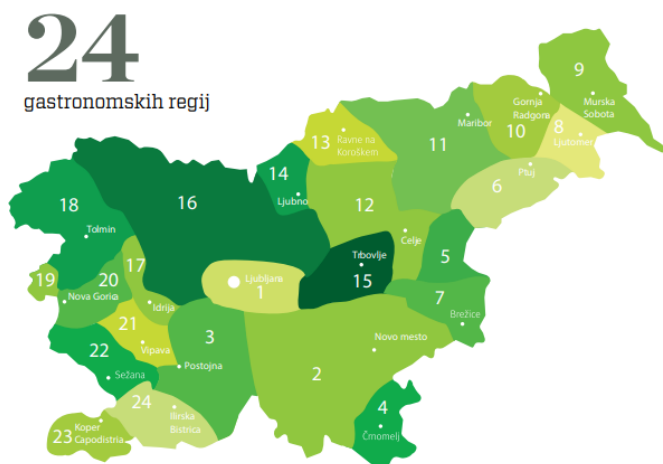 24
gastronomskih regij
9
Murska
Sobota
Gornja
Radgora
10
8
Ljutomer
Maribor
11
13
Ravne na
Koroškem
14
Ljubno
Ptuj
6
16
12
18
Tolmin
Celje
5
Trbovlje
15
17
19
20
Nova Gorica
Ljubljana
1
7
Brežice
Idrija
21
Vipava
3
Postojna
Novo mesto
22
Sežana
2
24
Ilirska
Bistrica
4
Črnomelj
23
Koper
Capodistria